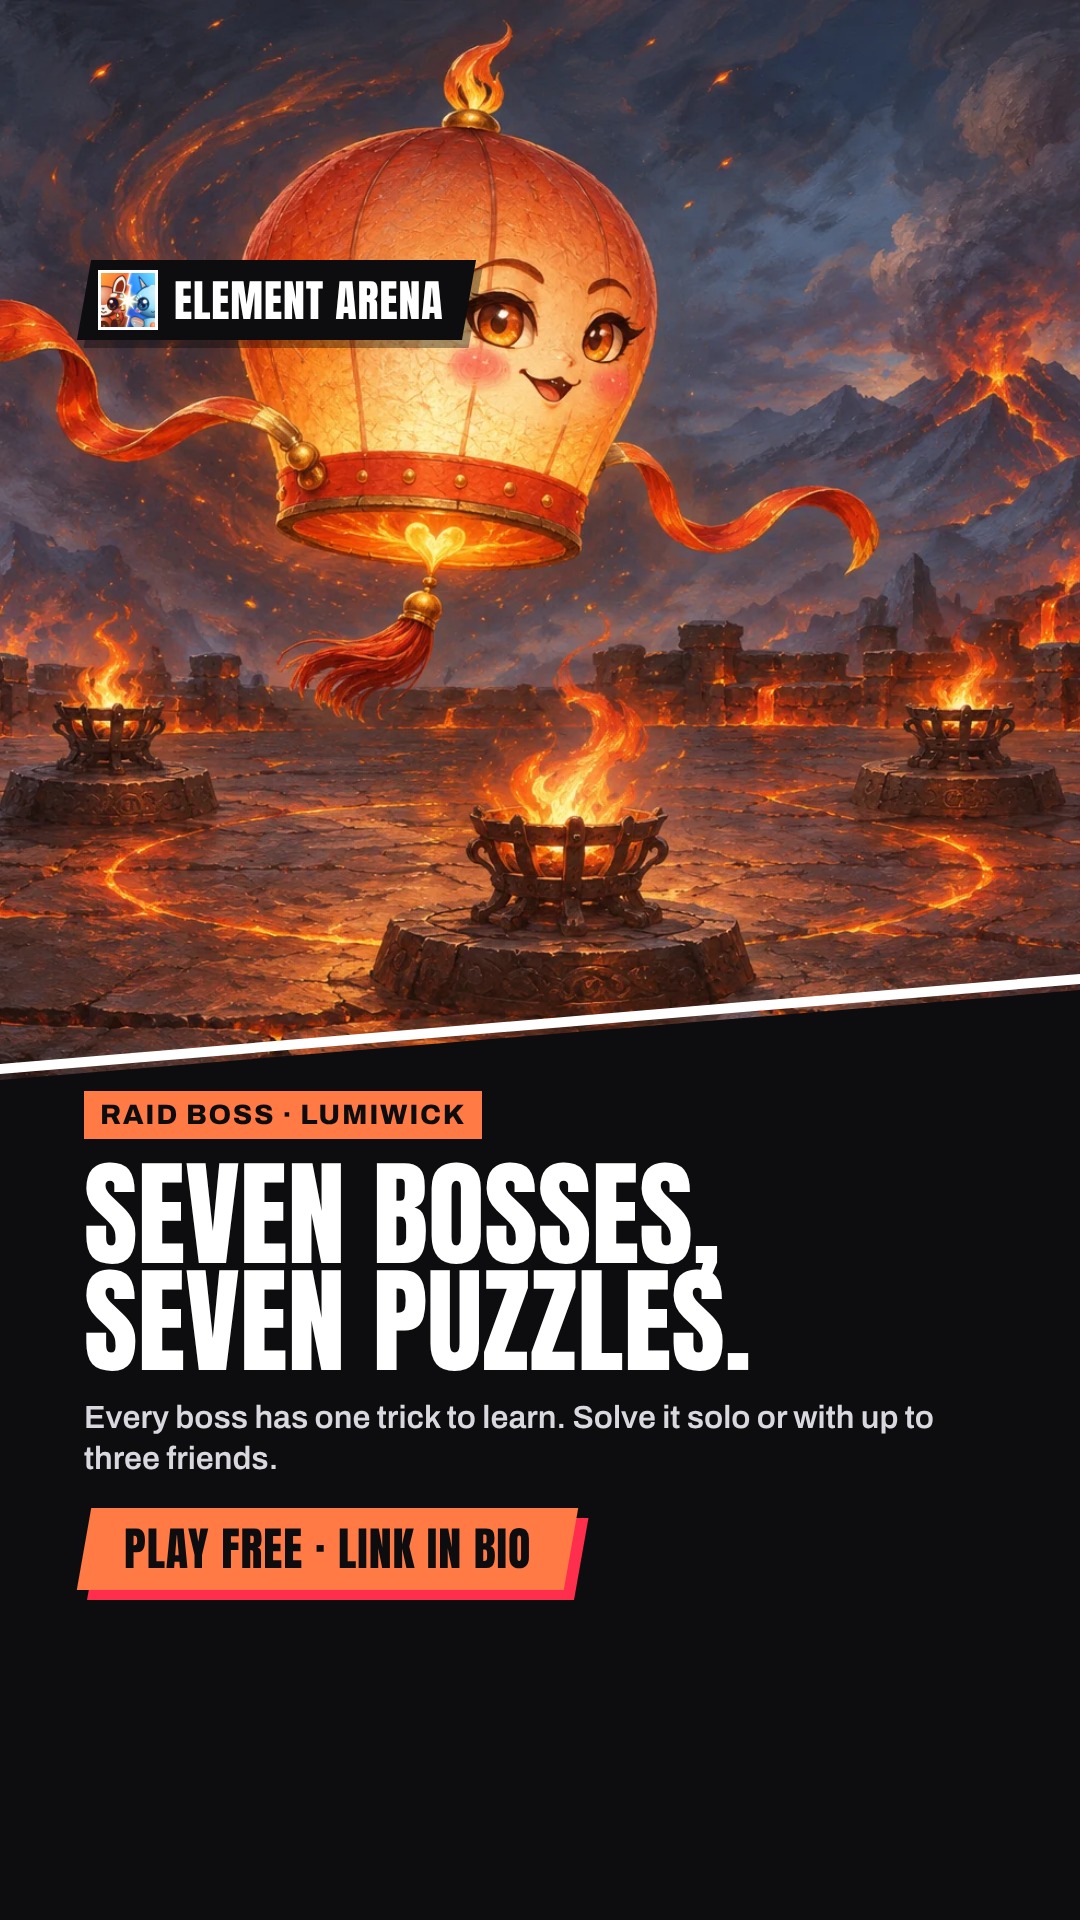 ELEMENT ARENA
RAID BOSS · LUMIWICK
SEVEN BOSSES,
SEVEN PUZZLES.
Every boss has one trick to learn. Solve it solo or with up to
three friends.
PLAY FREE · LINK IN BIO